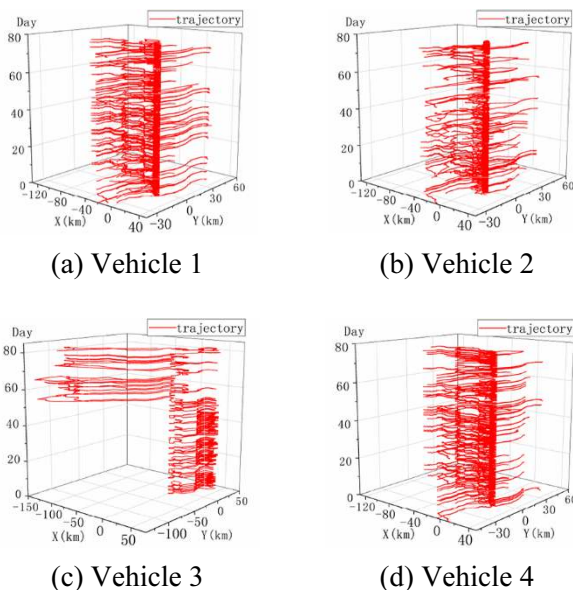 Day
trajectory
80
60
40
20
0
-120
-80
-40
0
40
X(km)
-30
0
30
60
Y(km)
(a) Vehicle 1
Day
trajectory
80
60
40
20
0
-120
-80
-40
0
40
X(km)
-30
0
30
60
Y(km)
(b) Vehicle 2
Day
trajectory
80
60
40
20
0
-150
-100
-50
0
50
X(km)
-100
-50
0
50
Y(km)
(c) Vehicle 3
Day
trajectory
80
60
40
20
0
-120
-80
-40
0
40
X(km)
-30
0
30
60
Y(km)
(d) Vehicle 4